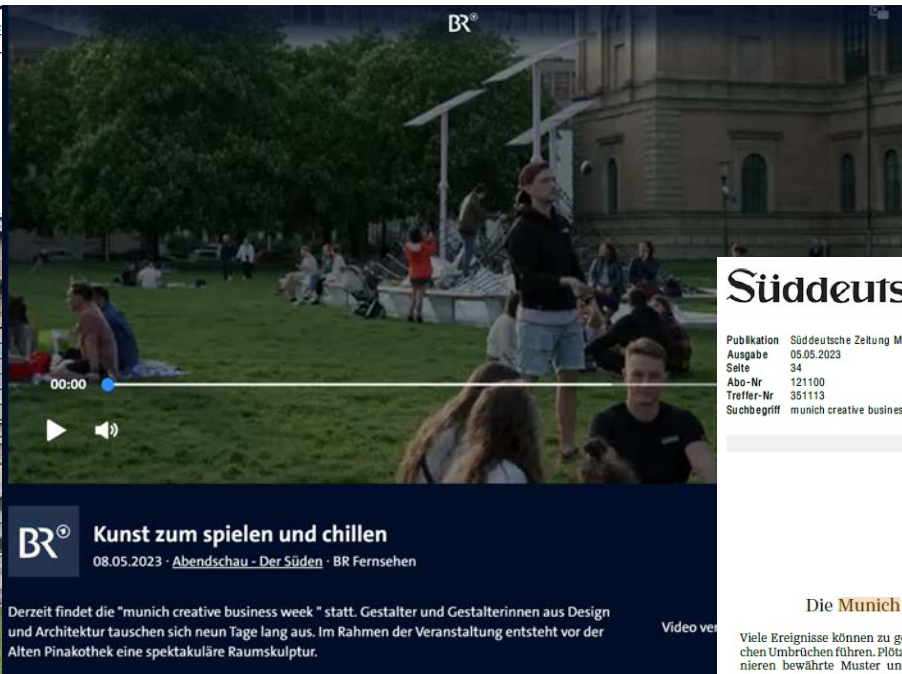 BR
00:00
BR
Kunst zum spielen und chillen
08.05.2023 · Abendschau - Der Süden · BR Fernsehen
Derzeit findet die "munich creative business week " statt. Gestalter und Gestalterinnen aus Design
und Architektur tauschen sich neun Tage lang aus. Im Rahmen der Veranstaltung entsteht vor der
Alten Pinakothek eine spektakuläre Raumskulptur.
Video ver
Süddeuts
Publikation Süddeutsche Zeitung M
Ausgabe 05.05.2023
Seite 34
Abo-Nr 121100
Treffer-Nr 351113
Suchbegriff munich creative busines
Die Munich
Viele Ereignisse können zu g
chen Umbrüchen führen. Plötz
nieren bewährte Muster un